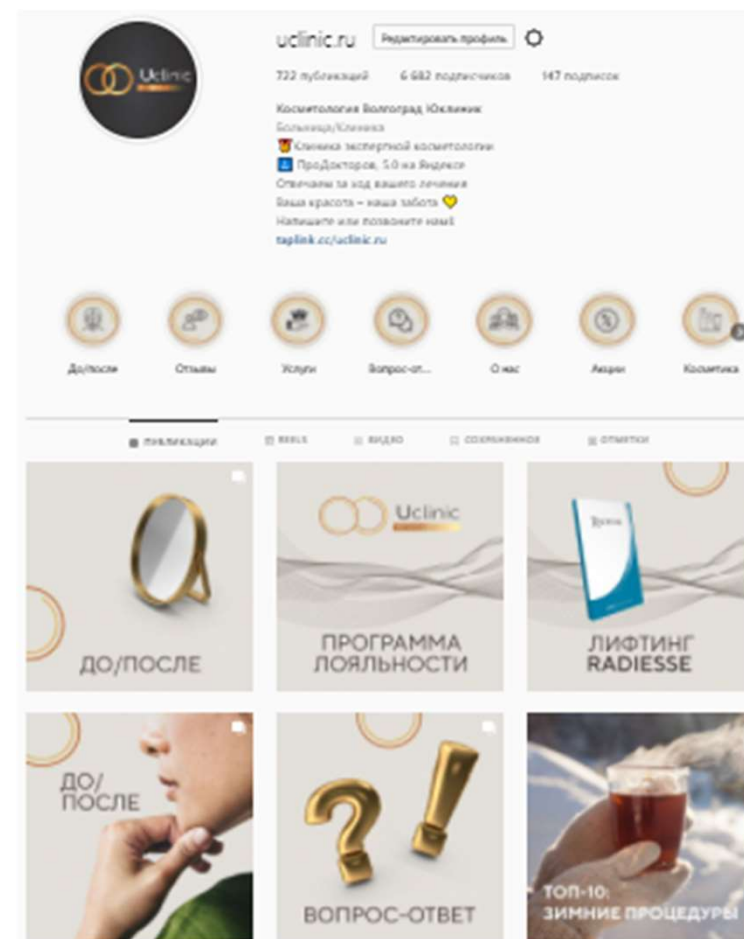 Uclinic
uclinic.ru Редактировать профиль
722 публикаций 6 682 подписчиков 147 подписок
Косметология Волгоград Юклиник
Больница/Клиника
Клиника экспертной косметологии
ПроДокторов, 5.0 на Яндексе
Отвечаем за ход вашего лечения
Ваша красота – наша забота
Напишите или позвоните нам!
taplink.cc/uclinic.ru
До/после Отзывы Услуги Вопрос-от... О нас Акции Косметика
ПУБЛИКАЦИИ REELS ВИДЕО СОХРАНЕННОЕ ОТМЕТКИ
ДО/ПОСЛЕ
Uclinic
ПРОГРАММА
ЛОЯЛЬНОСТИ
Radiesse
ЛИФТИНГ
RADIESSE
ДО/
ПОСЛЕ
?!
ВОПРОС-ОТВЕТ
ТОП-10:
ЗИМНИЕ ПРОЦЕДУРЫ